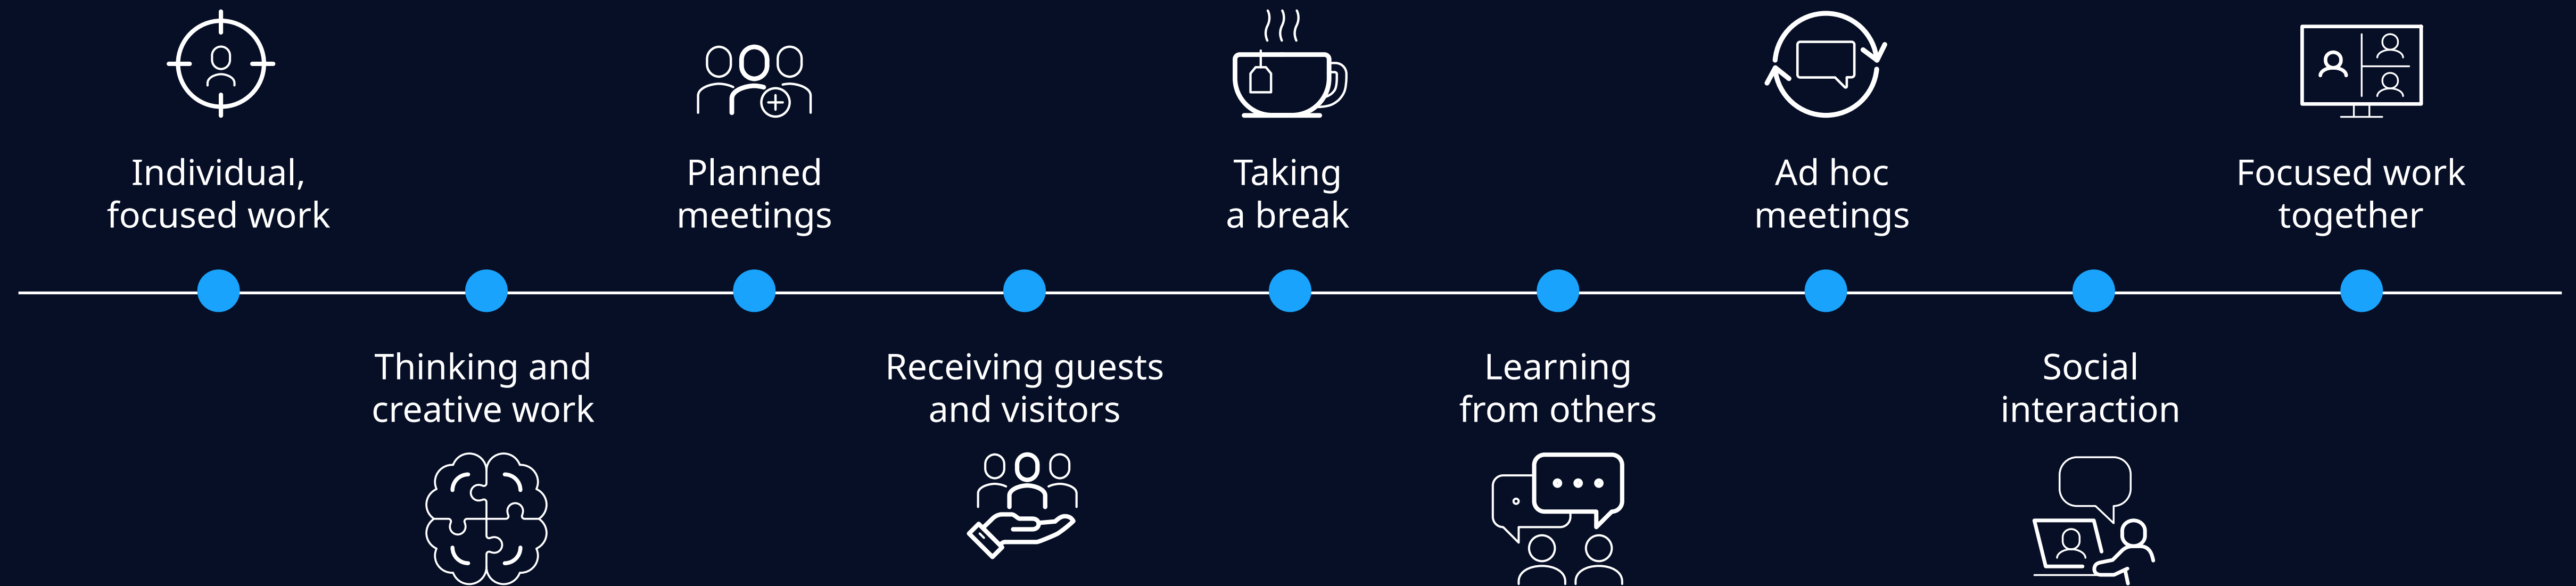 Individual,
focused work
Planned
meetings
Taking
a break
Ad hoc
meetings
Focused work
together
Thinking and
creative work
Receiving guests
and visitors
Learning
from others
Social
interaction